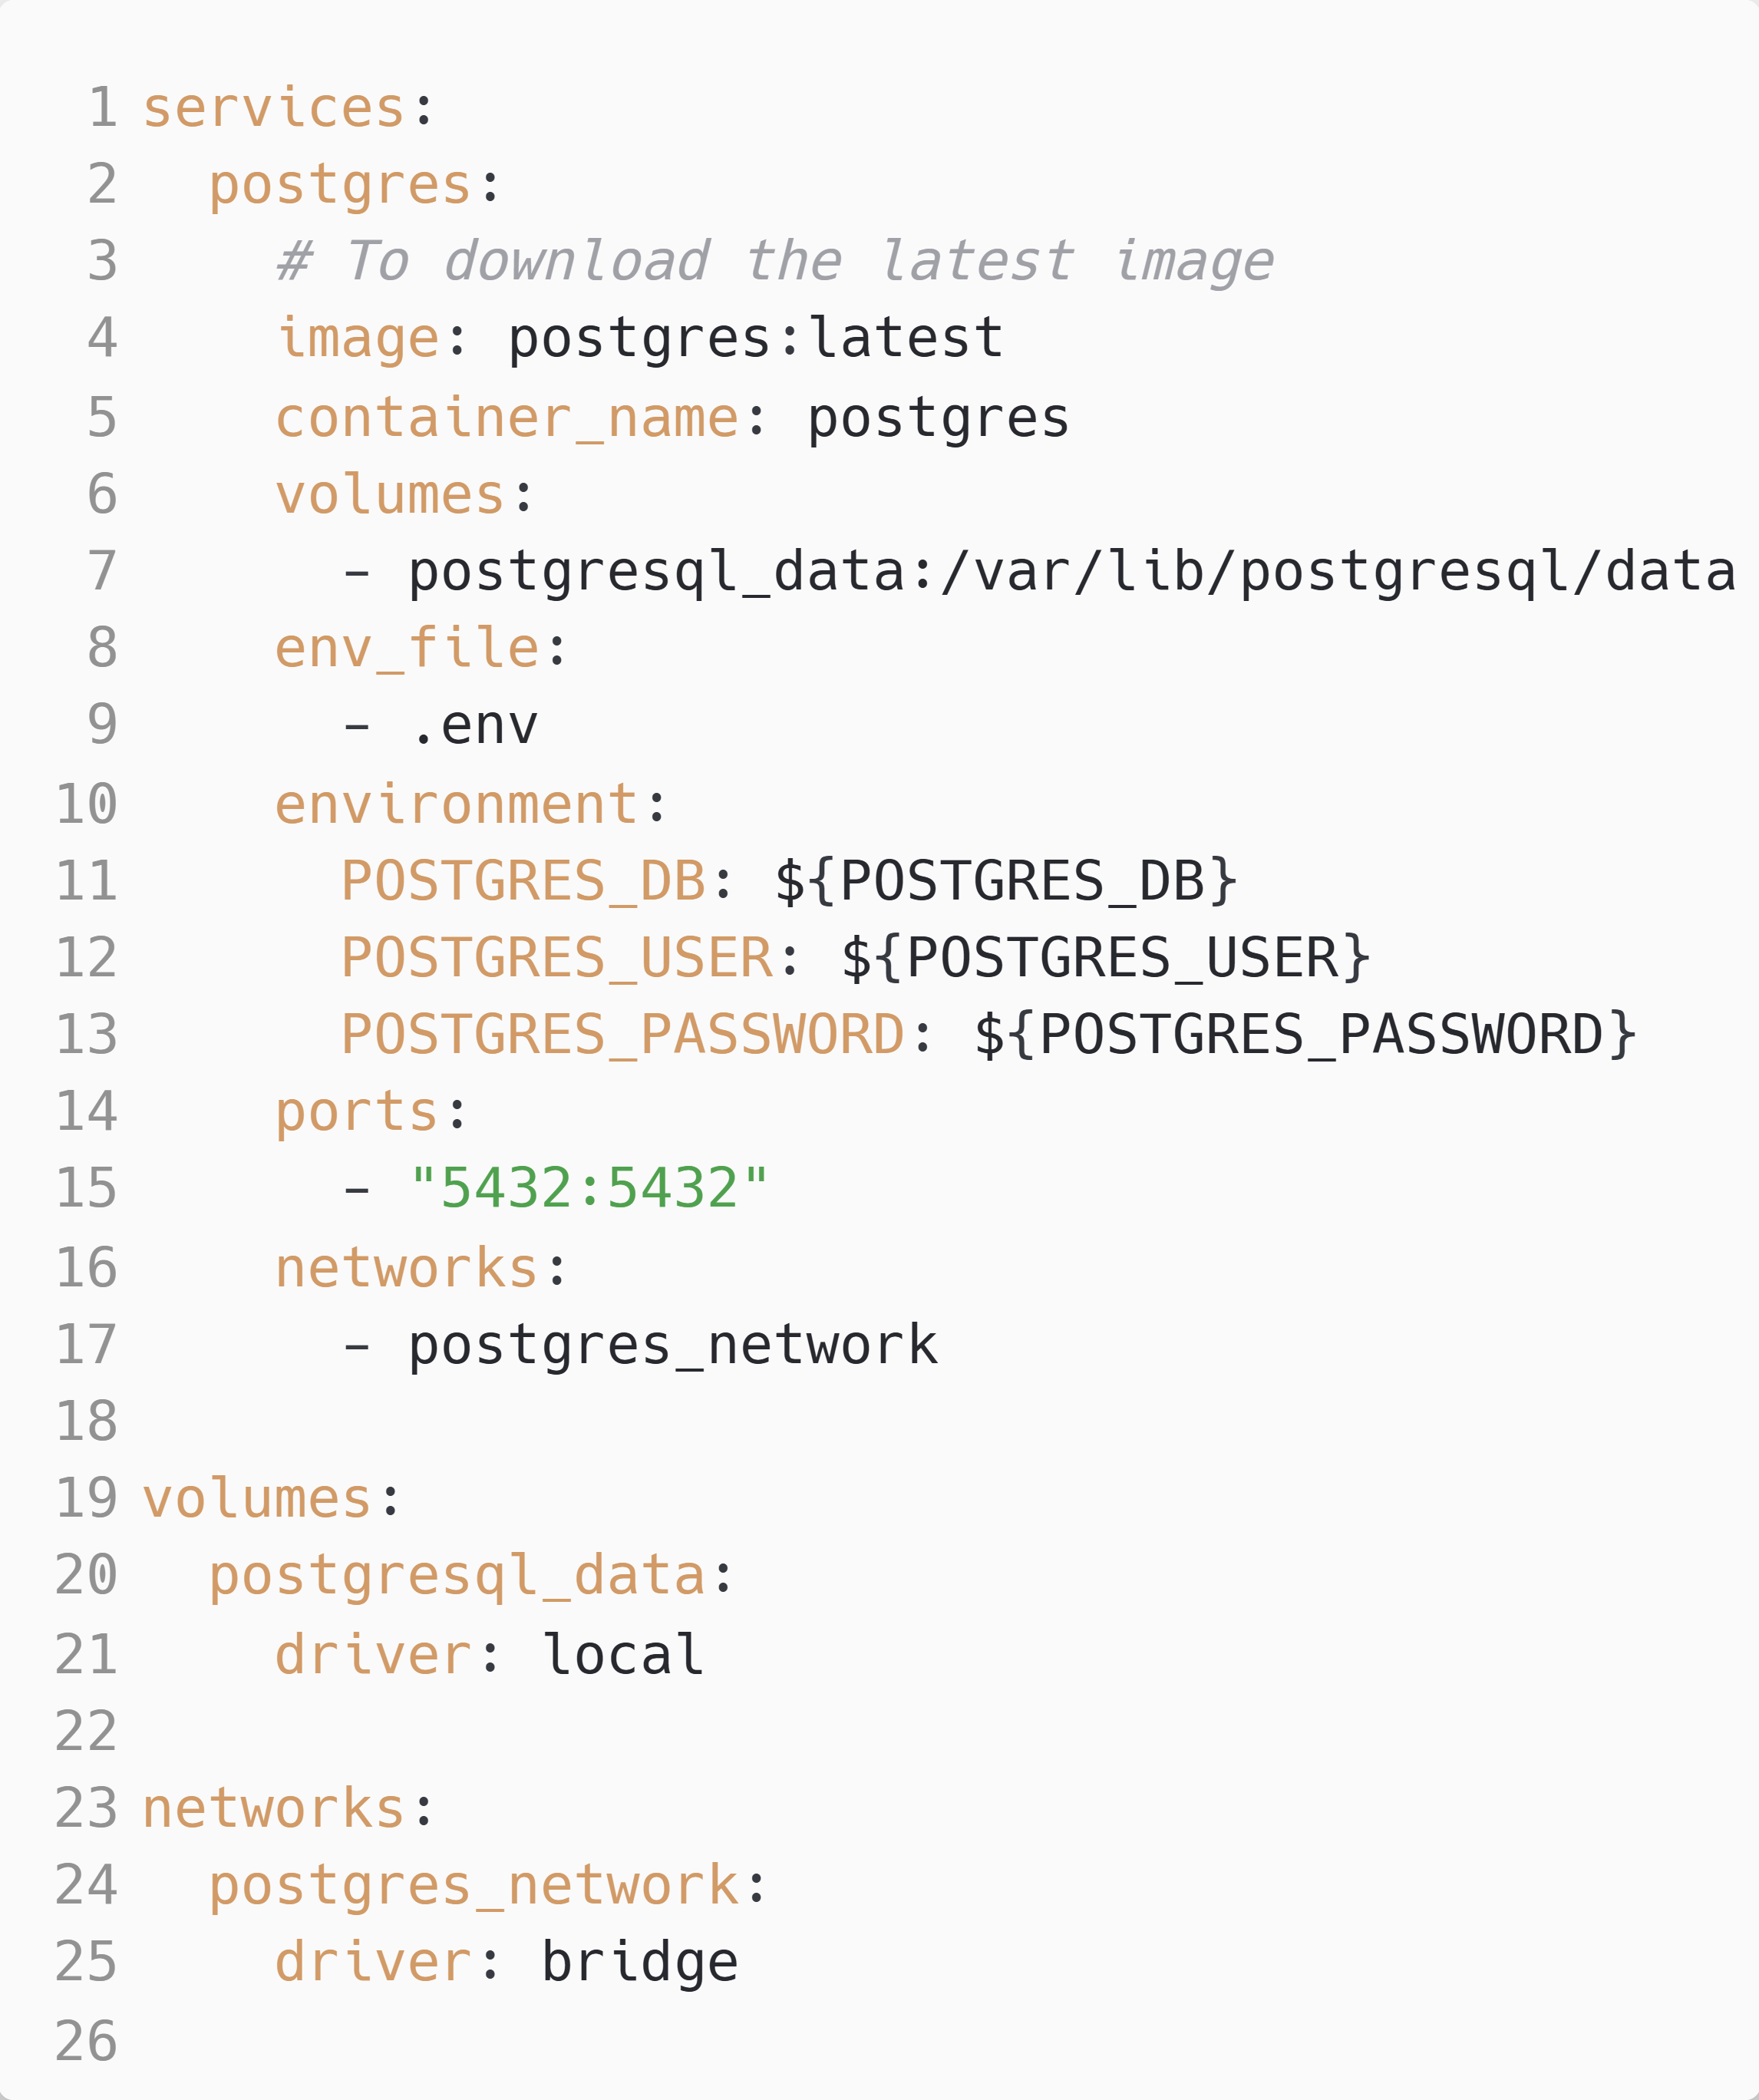 1 services:
2   postgres:
3     # To download the latest image
4     image: postgres:latest
5     container_name: postgres
6     volumes:
7       - postgresql_data:/var/lib/postgresql/data
8     env_file:
9       - .env
10     environment:
11       POSTGRES_DB: ${POSTGRES_DB}
12       POSTGRES_USER: ${POSTGRES_USER}
13       POSTGRES_PASSWORD: ${POSTGRES_PASSWORD}
14     ports:
15       - "5432:5432"
16     networks:
17       - postgres_network
18
19 volumes:
20   postgresql_data:
21     driver: local
22
23 networks:
24   postgres_network:
25     driver: bridge
26